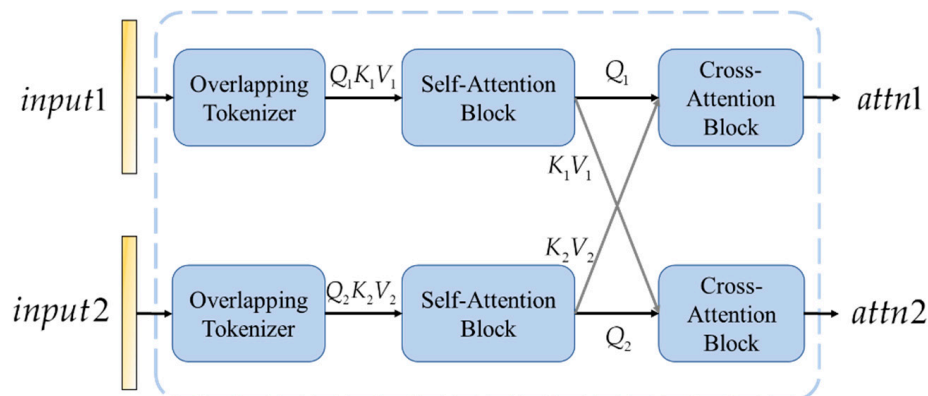 input1
Overlapping
Tokenizer
Q₁K₁V₁
Self-Attention
Block
Q₁
Cross-
Attention
Block
attn1
K₁V₁
K₂V₂
input2
Overlapping
Tokenizer
Q₂K₂V₂
Self-Attention
Block
Q₂
Cross-
Attention
Block
attn2